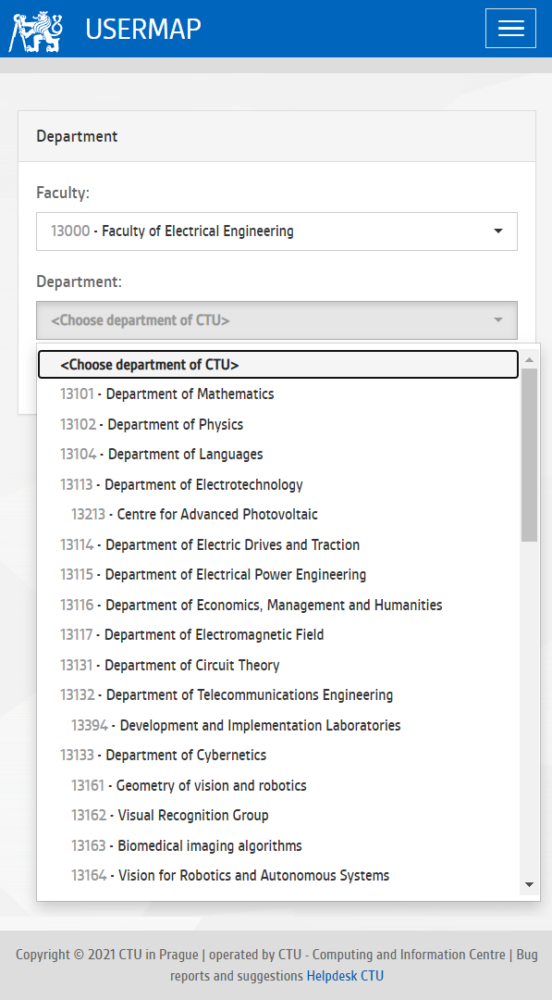 USERMAP
Department
Faculty:
13000 - Faculty of Electrical Engineering
Department:
<Choose department of CTU>
<Choose department of CTU>
13101 - Department of Mathematics
13102 - Department of Physics
13104 - Department of Languages
13113 - Department of Electrotechnology
13213 - Centre for Advanced Photovoltaic
13114 - Department of Electric Drives and Traction
13115 - Department of Electrical Power Engineering
13116 - Department of Economics, Management and Humanities
13117 - Department of Electromagnetic Field
13131 - Department of Circuit Theory
13132 - Department of Telecommunications Engineering
13394 - Development and Implementation Laboratories
13133 - Department of Cybernetics
13161 - Geometry of vision and robotics
13162 - Visual Recognition Group
13163 - Biomedical imaging algorithms
13164 - Vision for Robotics and Autonomous Systems
Copyright © 2021 CTU in Prague | operated by CTU - Computing and Information Centre | Bug
reports and suggestions Helpdesk CTU